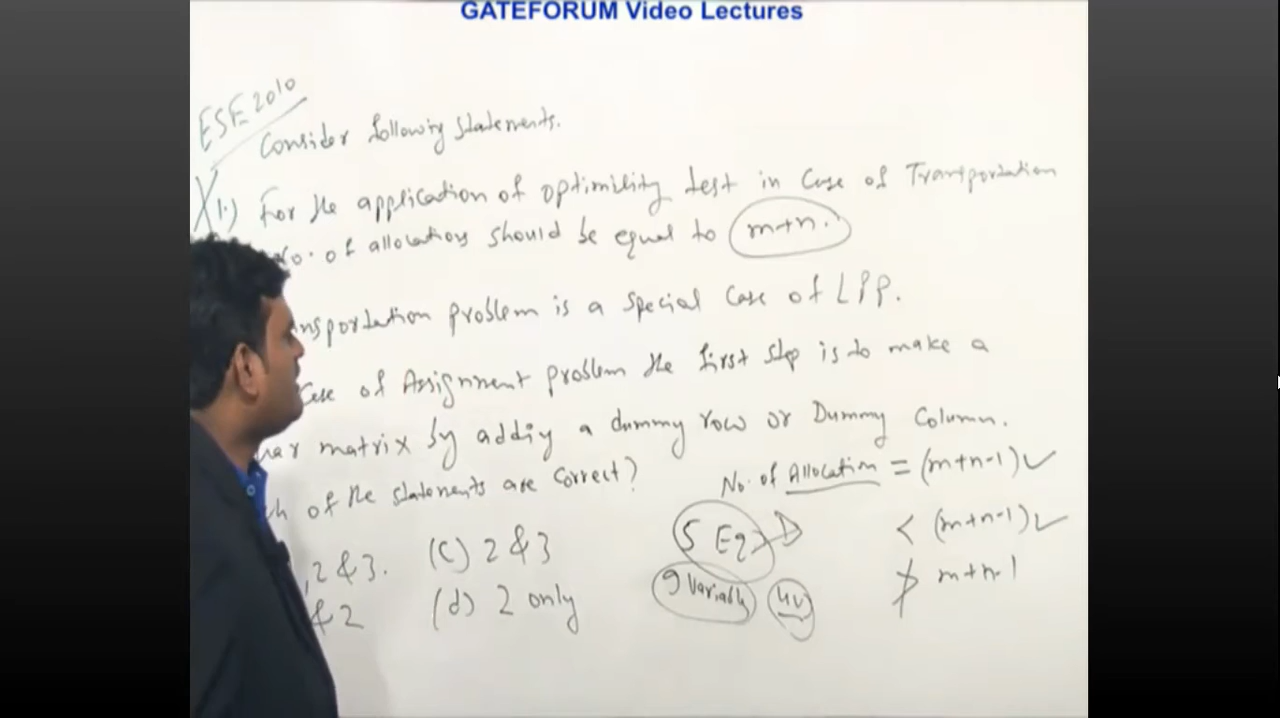 GATEFORUM Video Lectures
ESE 2010
Consider following statements.
1.) For the application of optimility test in Case of Transportation
No. of allocations should be equal to m+n.
nsportation problem is a special Case of LPP.
Case of Assignment problem the first step is to make a
matrix by addiy a dummy row or Dummy Column.
of the statements are correct?
No. of Allocation = (m+n-1) ✓
, 2 & 3. (C) 2 & 3
5 Eq
< (m+n-1) ✓
& 2 (d) 2 only
9 Variable 4v
≯ m+n-1